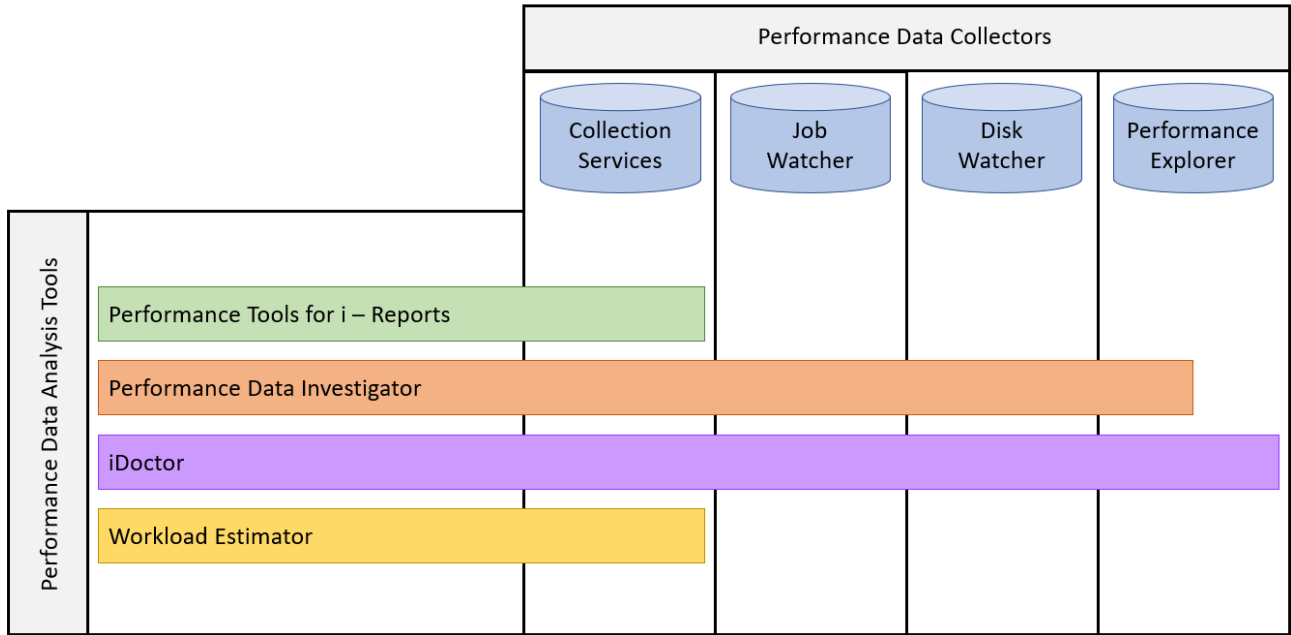 Performance Data Collectors
Collection
Services
Job
Watcher
Disk
Watcher
Performance
Explorer
Performance Data Analysis Tools
Performance Tools for i – Reports
Performance Data Investigator
iDoctor
Workload Estimator